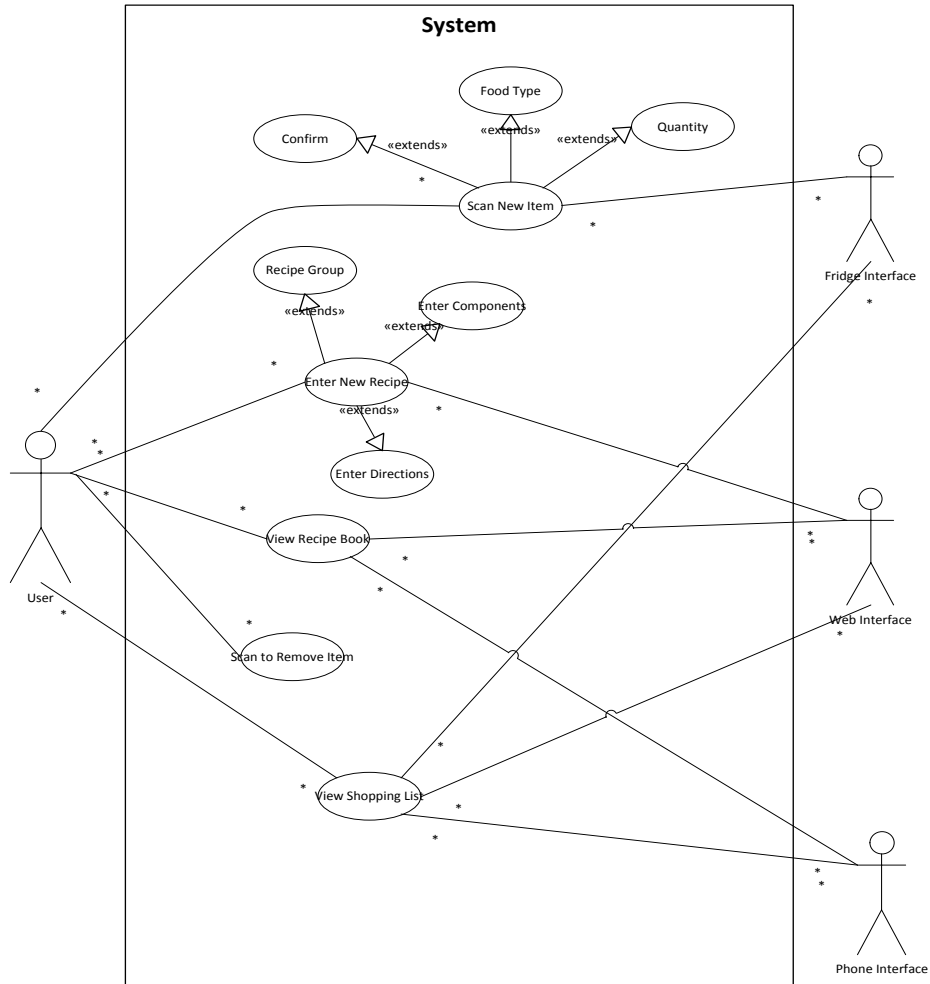 System
Food Type
Confirm
Quantity
«extends»
«extends»
«extends»
*
Scan New Item
*
*
Fridge Interface
Recipe Group
Enter Components
*
«extends»
«extends»
*
Enter New Recipe
*
«extends»
*
*
*
Enter Directions
*
*
View Recipe Book
*
*
*
*
*
User
*
*
Web Interface
*
Scan to Remove Item
*
*
View Shopping List
*
*
*
*
Phone Interface